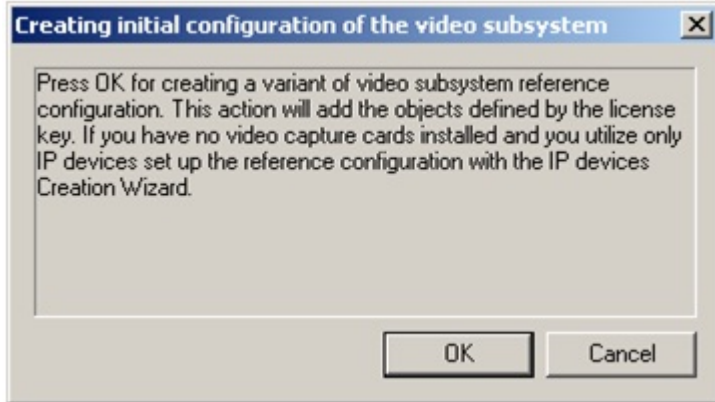 Creating initial configuration of the video subsystem
Press OK for creating a variant of video subsystem reference
configuration. This action will add the objects defined by the license
key. If you have no video capture cards installed and you utilize only
IP devices set up the reference configuration with the IP devices
Creation Wizard.
OK Cancel